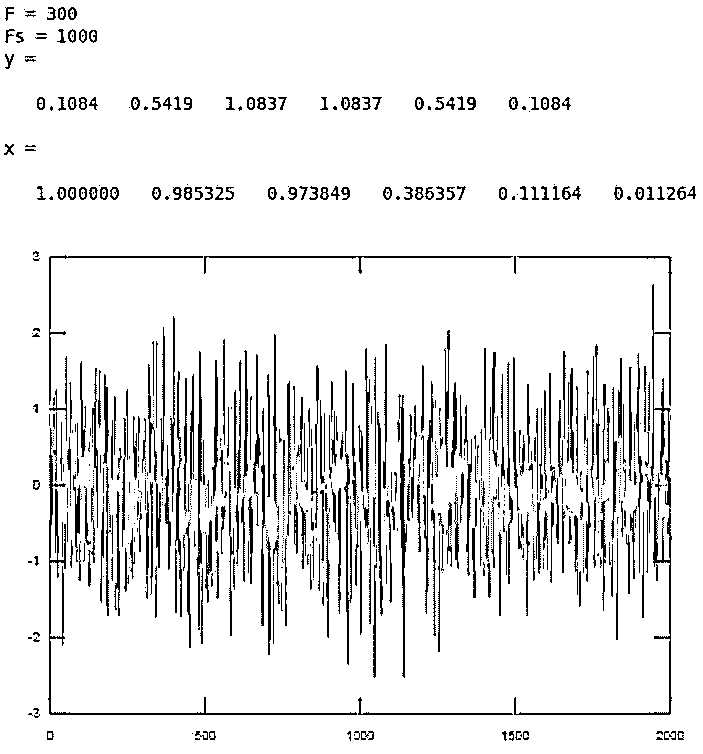 F = 300
Fs = 1000
y =
0.1084 0.5419 1.0837 1.0837 0.5419 0.1084
x =
1.000000 0.985325 0.973849 0.386357 0.111164 0.011264
3
2
1
0
-1
-2
-3
0 500 1000 1500 2000